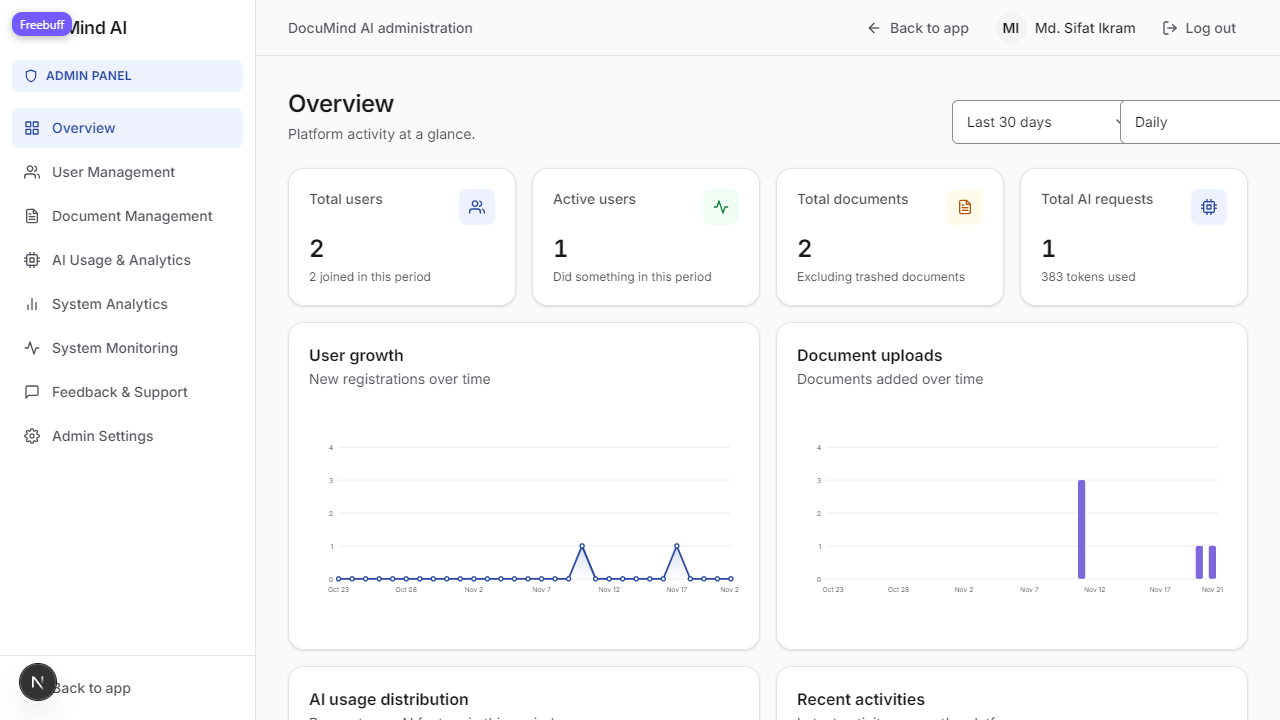 Freebuff
Mind AI
DocuMind AI administration
Back to app
MI
Md. Sifat Ikram
Log out
ADMIN PANEL
Overview
User Management
Document Management
AI Usage & Analytics
System Analytics
System Monitoring
Feedback & Support
Admin Settings
N
Back to app
Overview
Platform activity at a glance.
Last 30 days
Daily
Total users
2
2 joined in this period
Active users
1
Did something in this period
Total documents
2
Excluding trashed documents
Total AI requests
1
383 tokens used
User growth
New registrations over time
4
3
2
1
0
Oct 23 Oct 28 Nov 2 Nov 7 Nov 12 Nov 17 Nov 2
Document uploads
Documents added over time
4
3
2
1
0
Oct 23 Oct 28 Nov 2 Nov 7 Nov 12 Nov 17 Nov 21
AI usage distribution
Recent activities